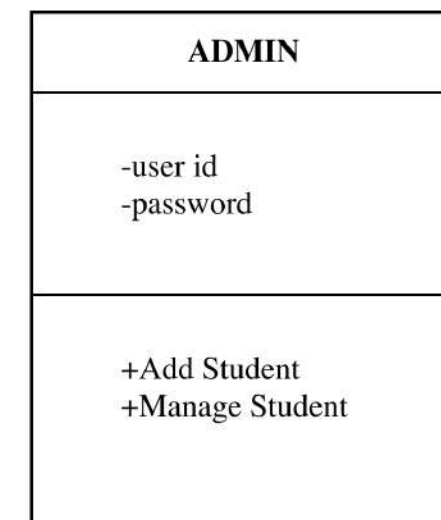 ADMIN
-user id
-password
+Add Student
+Manage Student